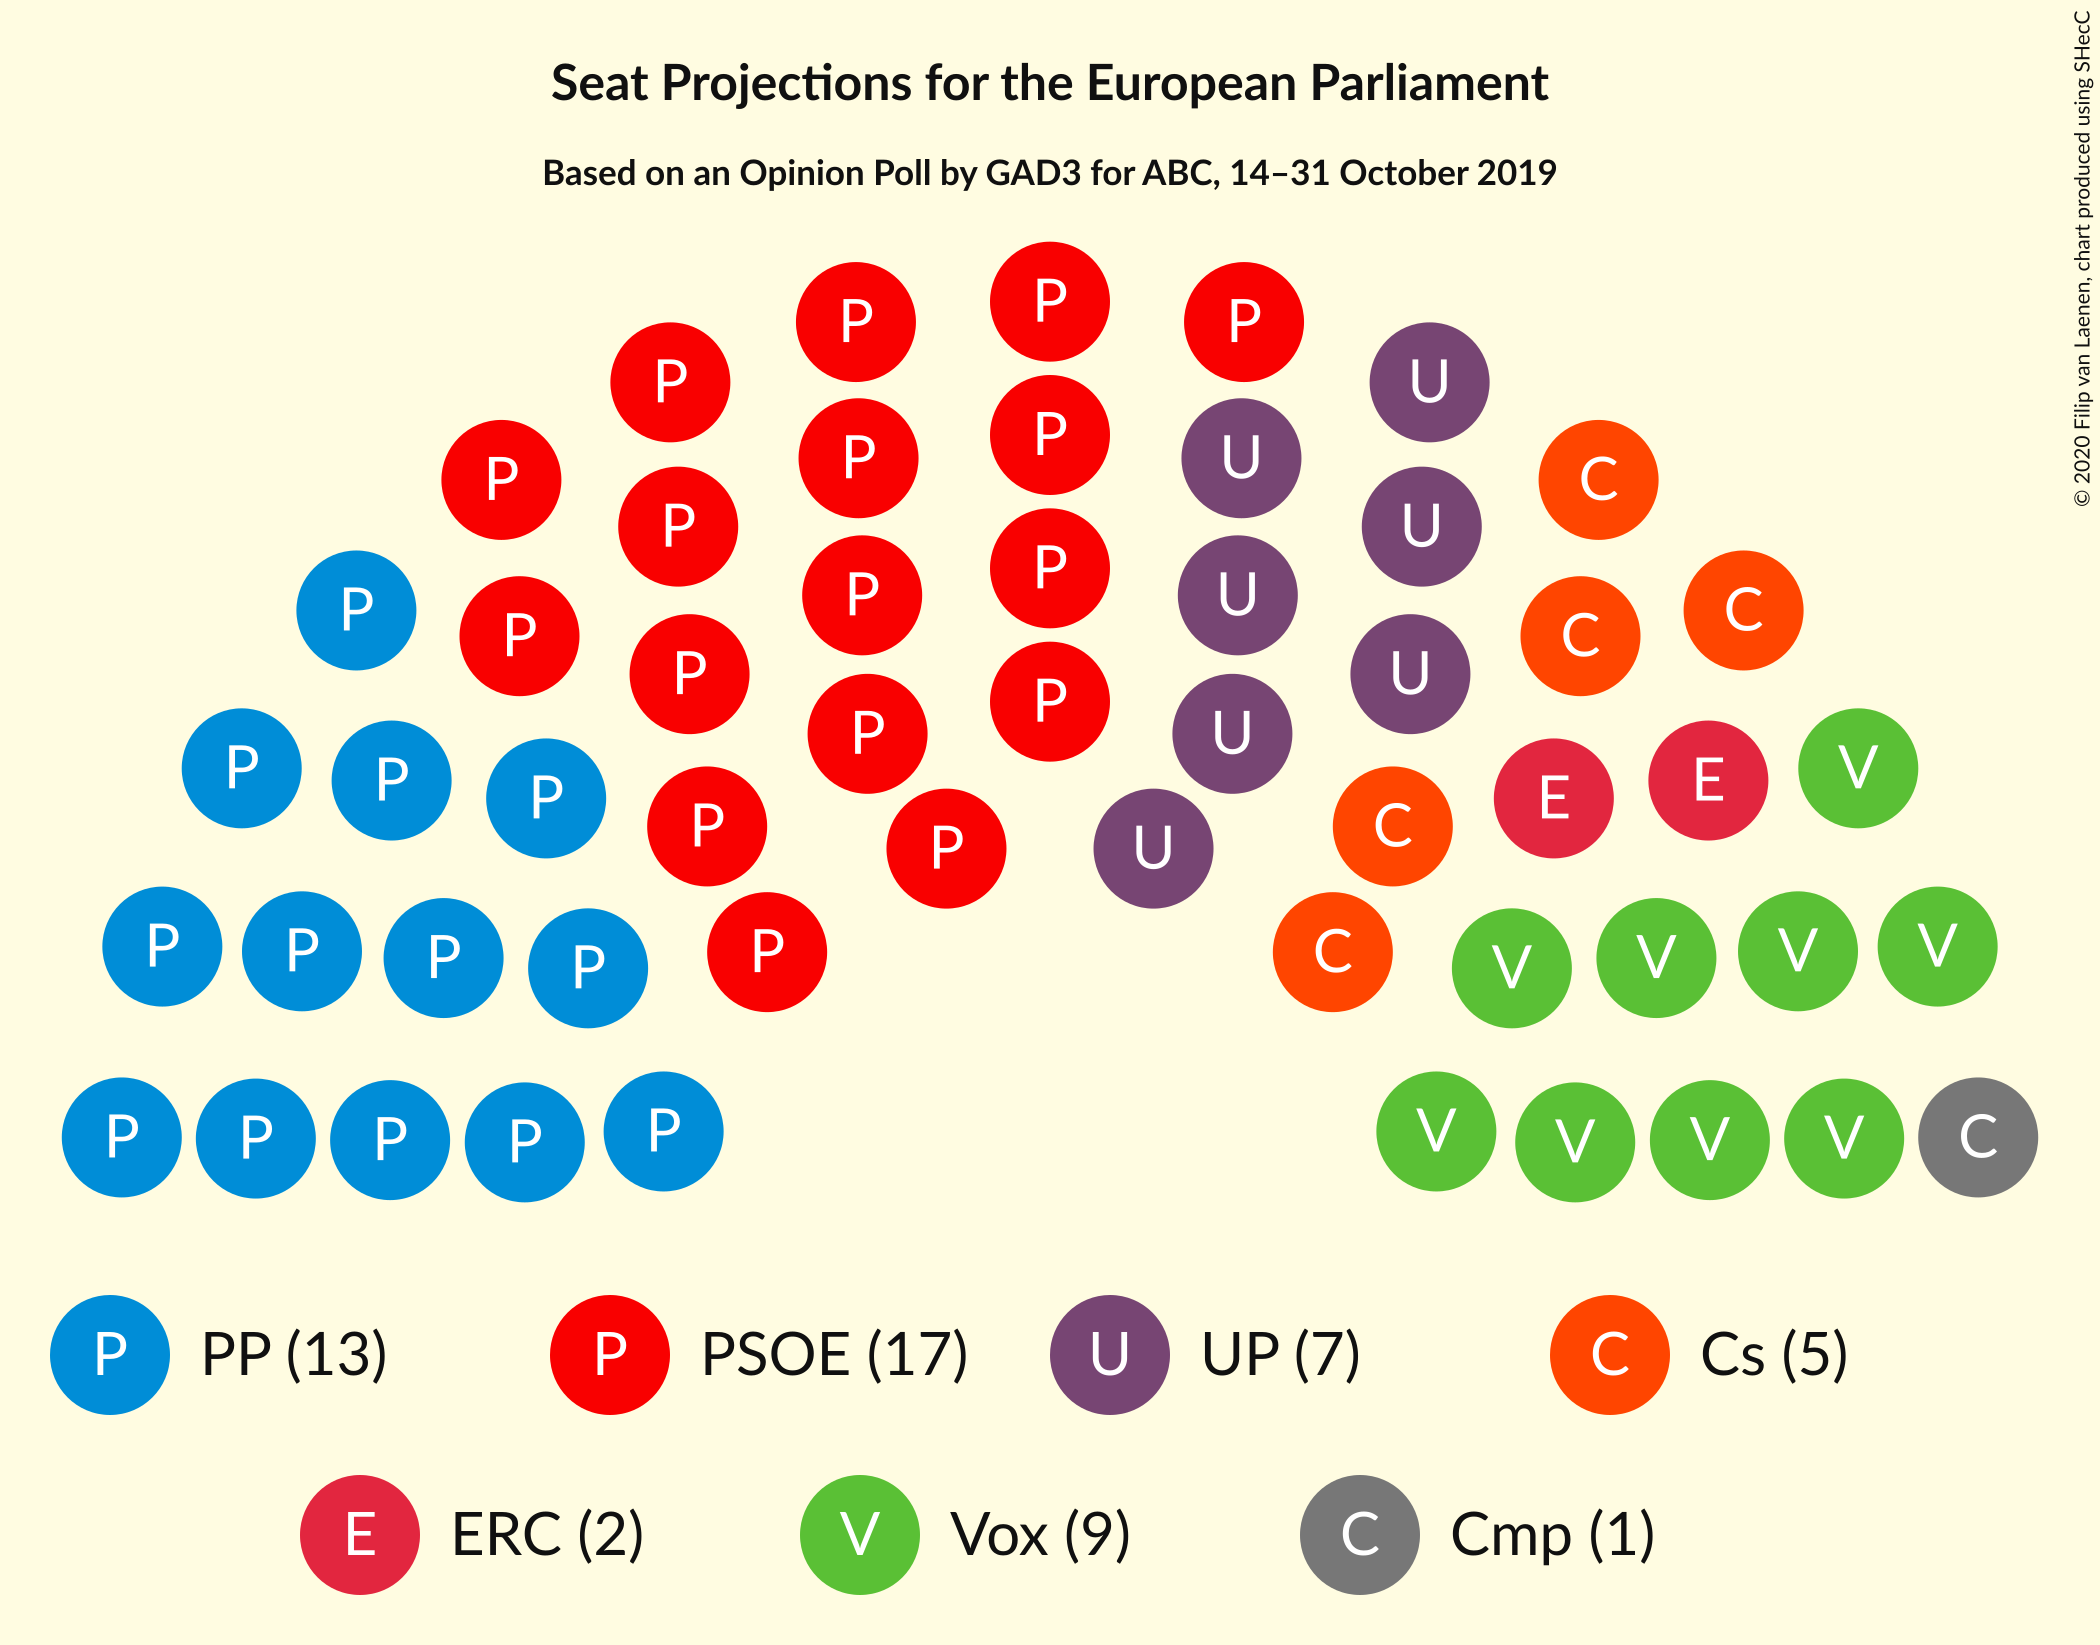 Seat Projections for the European Parliament
Based on an Opinion Poll by GAD3 for ABC, 14–31 October 2019
© 2020 Filip van Laenen, chart produced using SHecC
P
P P P
P U
P P
P U
P C
P U
P P
P U
P C
P P U C
P P
P U
P
V
P P P E E
P C
P U
P P P P P C V V V V
P P P P P V V V V C
P PP (13) P PSOE (17) U UP (7) C Cs (5)
E ERC (2) V Vox (9) C Cmp (1)